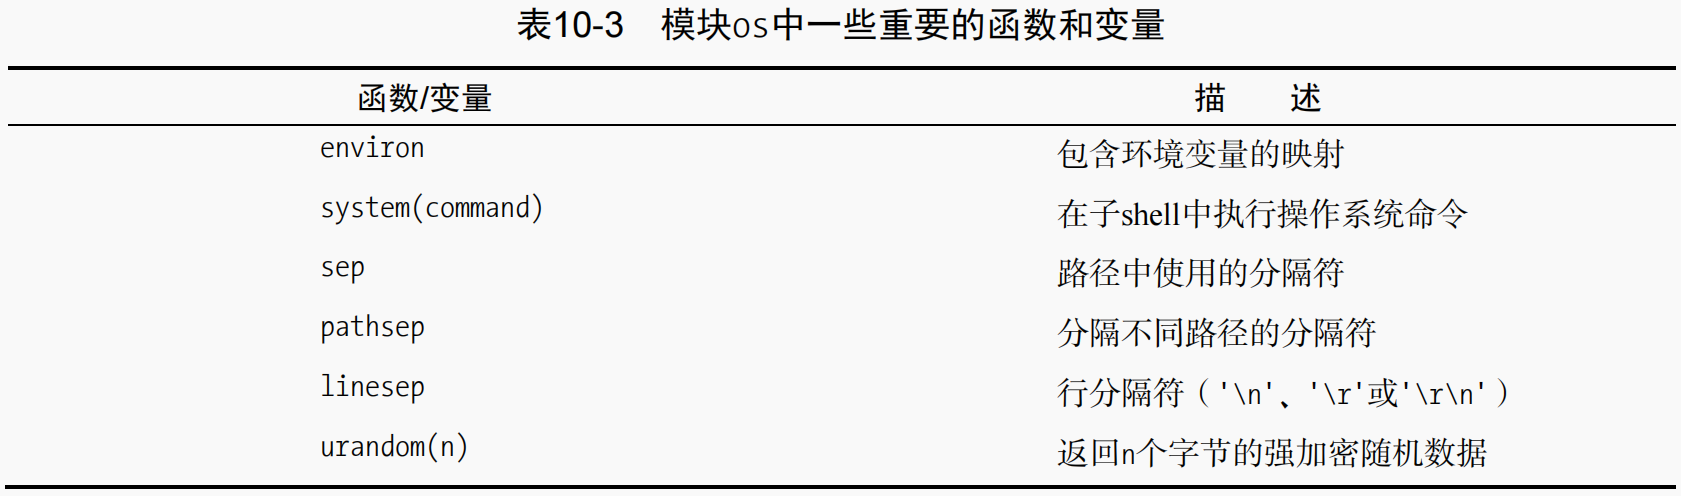 表10-3 模块os中一些重要的函数和变量
函数/变量 描 述
environ 包含环境变量的映射
system(command) 在子shell中执行操作系统命令
sep 路径中使用的分隔符
pathsep 分隔不同路径的分隔符
linesep 行分隔符（'\n'、'\r'或'\r\n'）
urandom(n) 返回n个字节的强加密随机数据